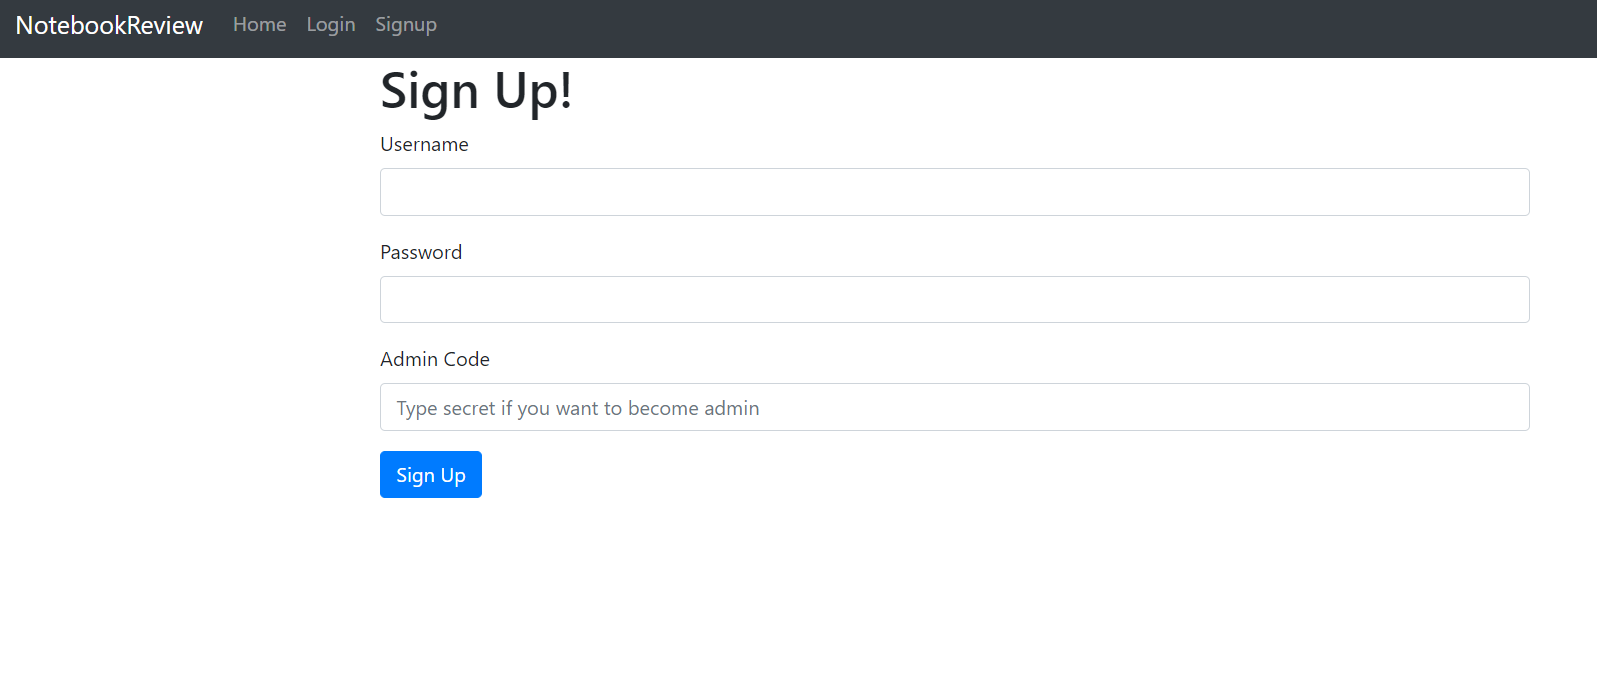 NotebookReview Home Login Signup
Sign Up!
Username
Password
Admin Code
Type secret if you want to become admin
Sign Up